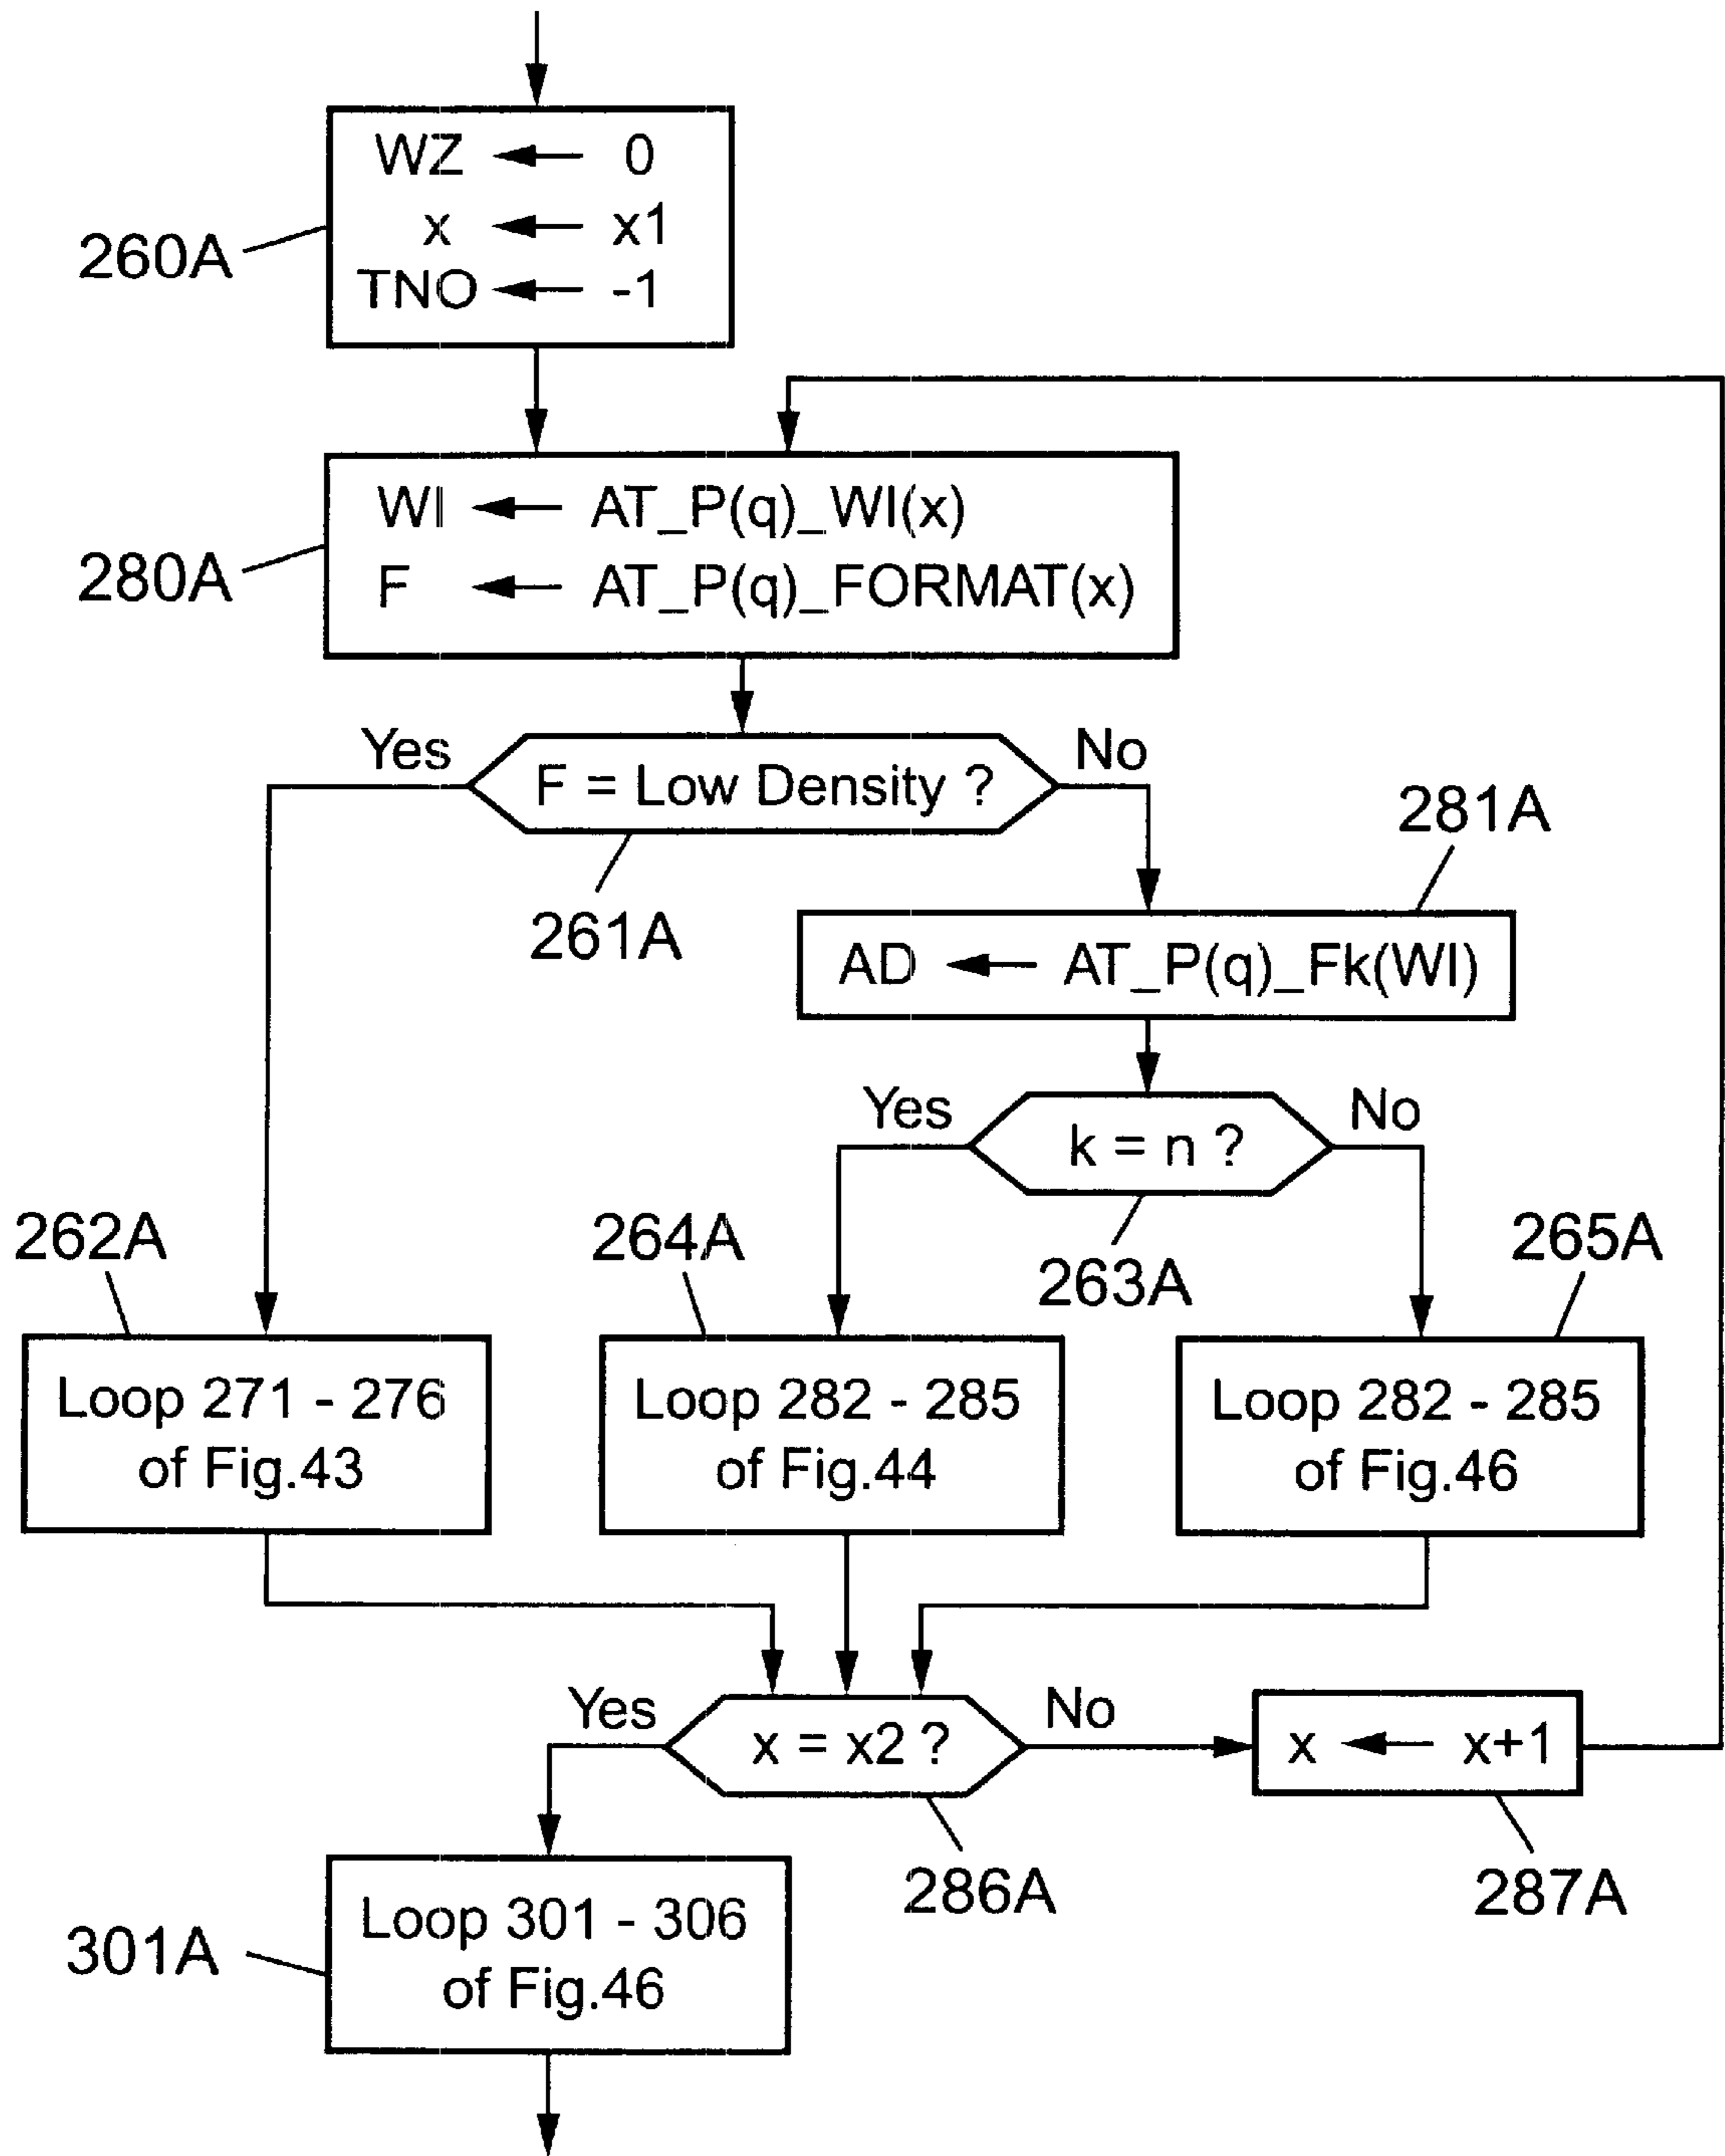 WZ ← 0
x ← x1
260A
TNO ← -1
WI ← AT_P(q)_WI(x)
280A
F ← AT_P(q)_FORMAT(x)
Yes
No
F = Low Density ?
281A
261A
AD ← AT_P(q)_Fk(WI)
Yes
No
k = n ?
262A
264A
263A
265A
Loop 271 - 276
of Fig.43
Loop 282 - 285
of Fig.44
Loop 282 - 285
of Fig.46
Yes
No
x = x2 ?
x ← x+1
286A
287A
Loop 301 - 306
of Fig.46
301A